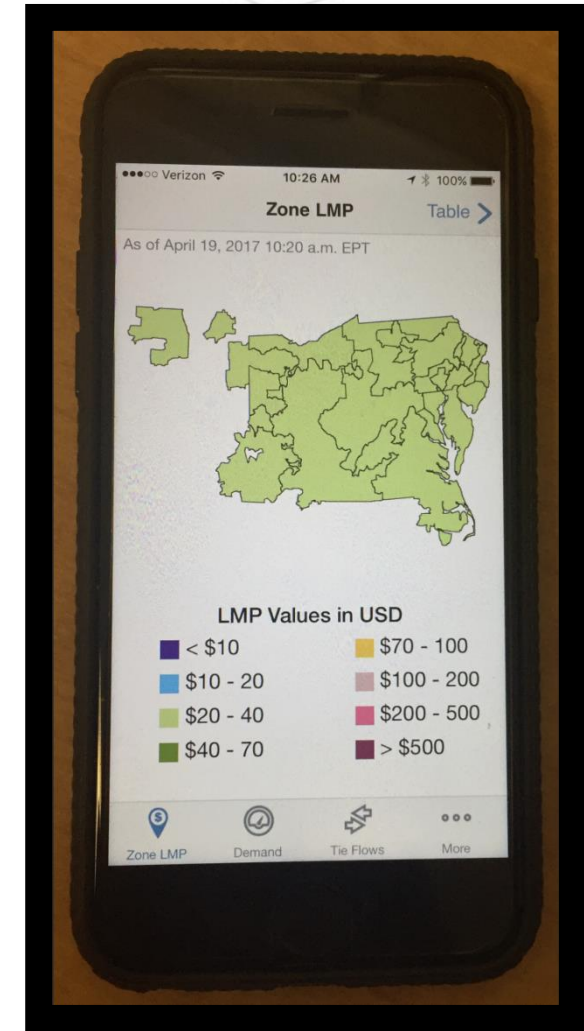 ●●●○○ Verizon 10:26 AM 100%
Zone LMP Table >
As of April 19, 2017 10:20 a.m. EPT
LMP Values in USD
< $10 $70 - 100
$10 - 20 $100 - 200
$20 - 40 $200 - 500
$40 - 70 > $500
Zone LMP Demand Tie Flows More